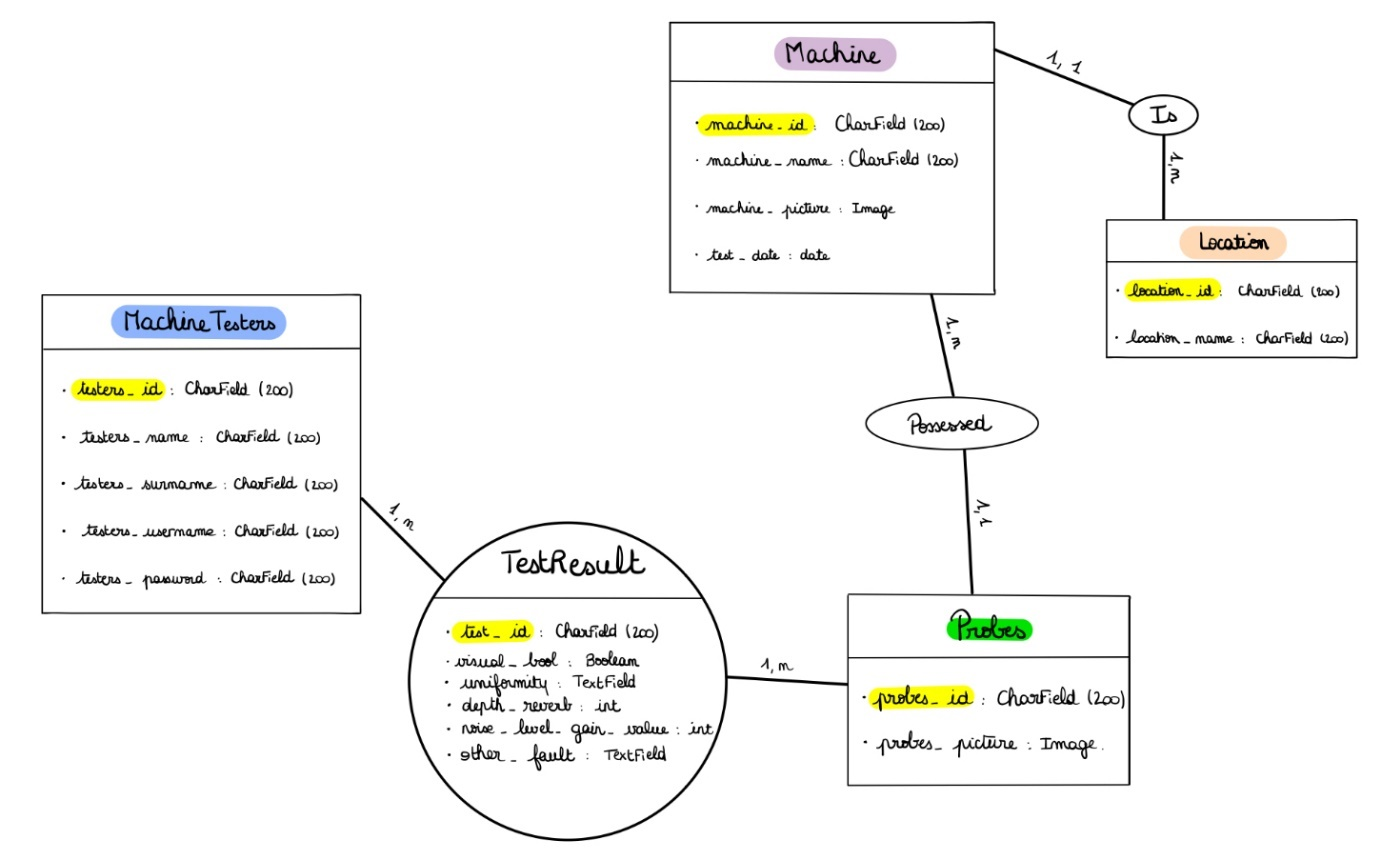 Machine
· machine_id : CharField (200)
· machine_name : CharField (200)
· machine_picture : Image
· test_date : date
1, 1
Is
1,n
Location
· location_id : CharField (200)
· location_name : CharField (200)
1,n
Possessed
1,1
MachineTesters
· testers_id : CharField (200)
· testers_name : CharField (200)
· testers_surname : CharField (200)
· testers_username : CharField (200)
· testers_password : CharField (200)
1,n
TestResult
· test_id : CharField (200)
· visual_bool : Boolean
· uniformity : TextField
· depth_reverb : int
· noise_level_gain_value : int
· other_fault : TextField
1,n
Probes
· probes_id : CharField (200)
· probes_picture : Image.